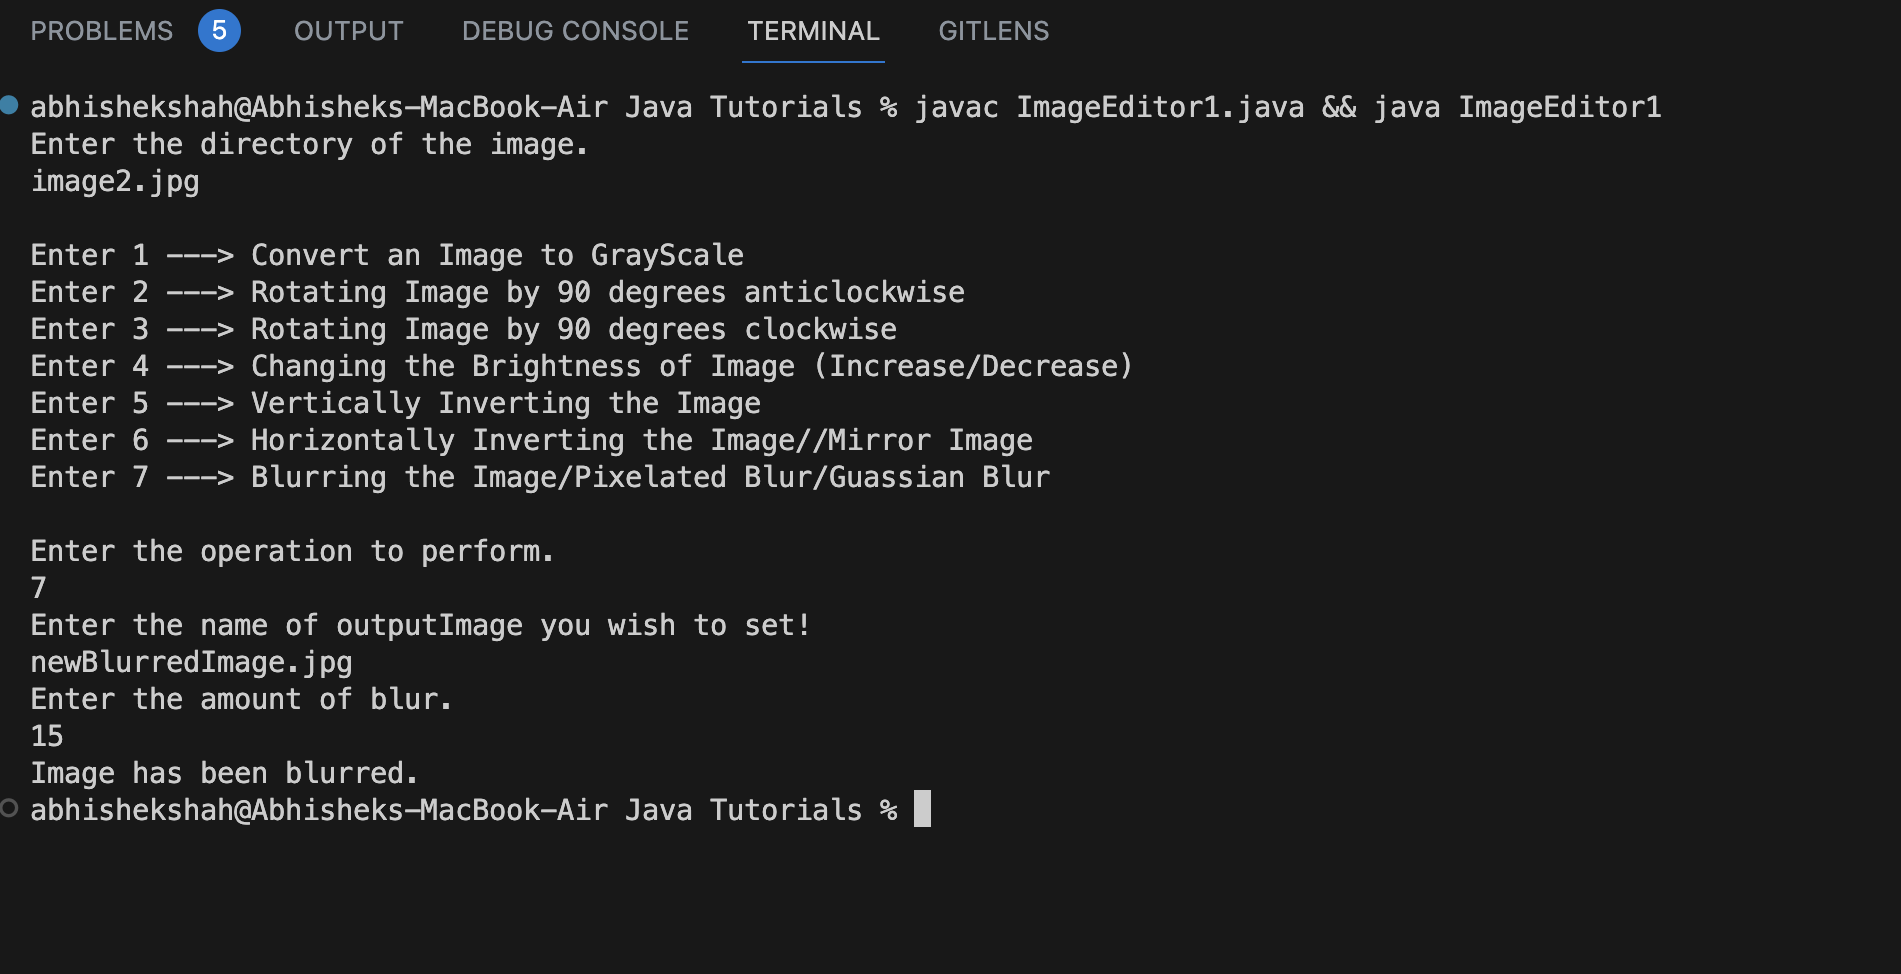 PROBLEMS 5 OUTPUT DEBUG CONSOLE TERMINAL GITLENS
abhishekshah@Abhisheks-MacBook-Air Java Tutorials % javac ImageEditor1.java && java ImageEditor1
Enter the directory of the image.
image2.jpg
Enter 1 ---> Convert an Image to GrayScale
Enter 2 ---> Rotating Image by 90 degrees anticlockwise
Enter 3 ---> Rotating Image by 90 degrees clockwise
Enter 4 ---> Changing the Brightness of Image (Increase/Decrease)
Enter 5 ---> Vertically Inverting the Image
Enter 6 ---> Horizontally Inverting the Image//Mirror Image
Enter 7 ---> Blurring the Image/Pixelated Blur/Guassian Blur
Enter the operation to perform.
7
Enter the name of outputImage you wish to set!
newBlurredImage.jpg
Enter the amount of blur.
15
Image has been blurred.
abhishekshah@Abhisheks-MacBook-Air Java Tutorials %